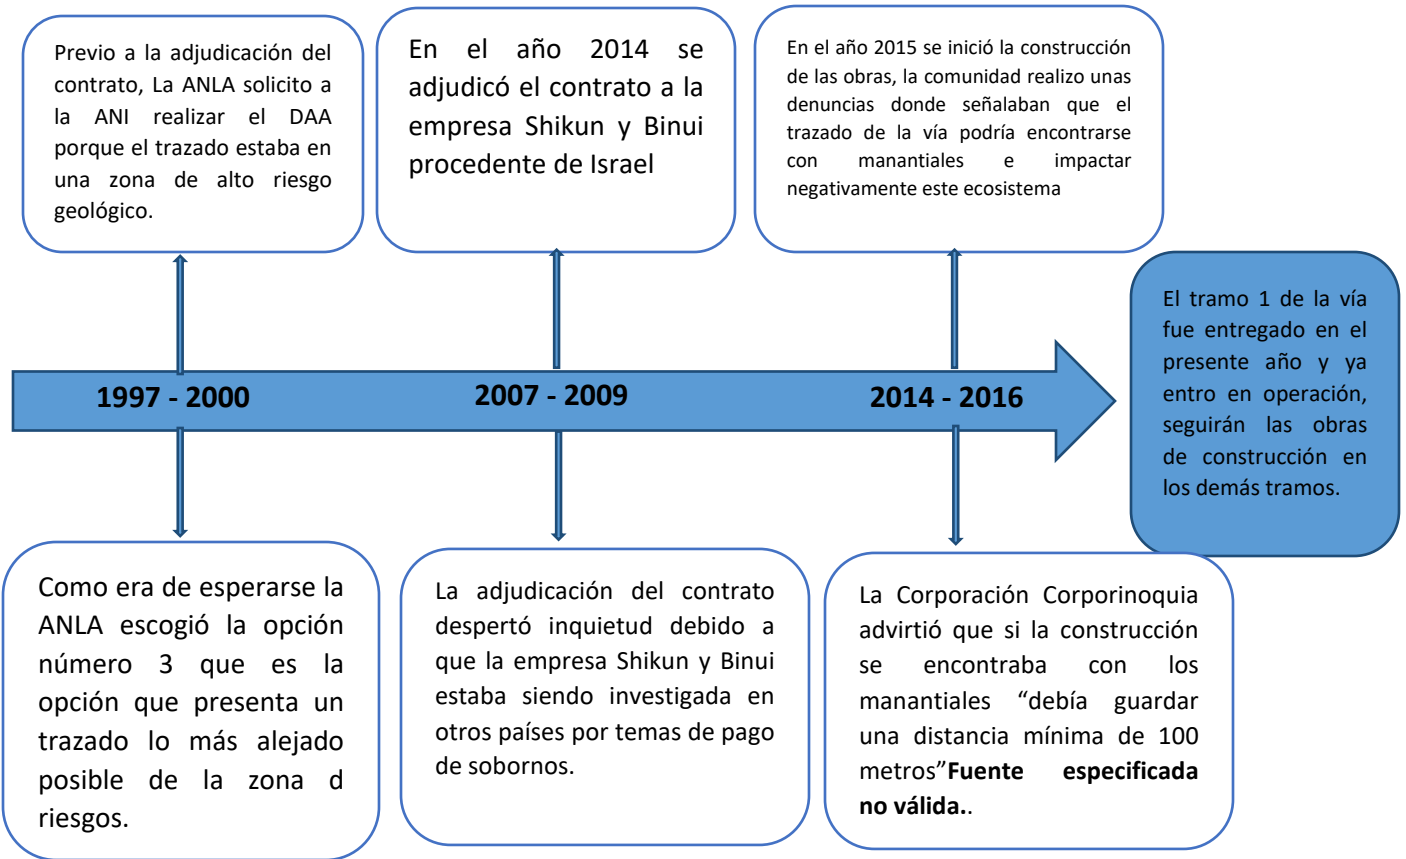 Previo a la adjudicación del
contrato, La ANLA solicito a
la ANI realizar el DAA
porque el trazado estaba en
una zona de alto riesgo
geológico.
En el año 2014 se
adjudicó el contrato a la
empresa Shikun y Binui
procedente de Israel
En el año 2015 se inició la construcción
de las obras, la comunidad realizo unas
denuncias donde señalaban que el
trazado de la vía podría encontrarse
con manantiales e impactar
negativamente este ecosistema
El tramo 1 de la vía
fue entregado en el
presente año y ya
entro en operación,
seguirán las obras
de construcción en
los demás tramos.
1997 - 2000
2007 - 2009
2014 - 2016
Como era de esperarse la
ANLA escogió la opción
número 3 que es la
opción que presenta un
trazado lo más alejado
posible de la zona d
riesgos.
La adjudicación del contrato
despertó inquietud debido a
que la empresa Shikun y Binui
estaba siendo investigada en
otros países por temas de pago
de sobornos.
La Corporación Corporinoquia
advirtió que si la construcción
se encontraba con los
manantiales “debía guardar
una distancia mínima de 100
metros”Fuente especificada
no válida..